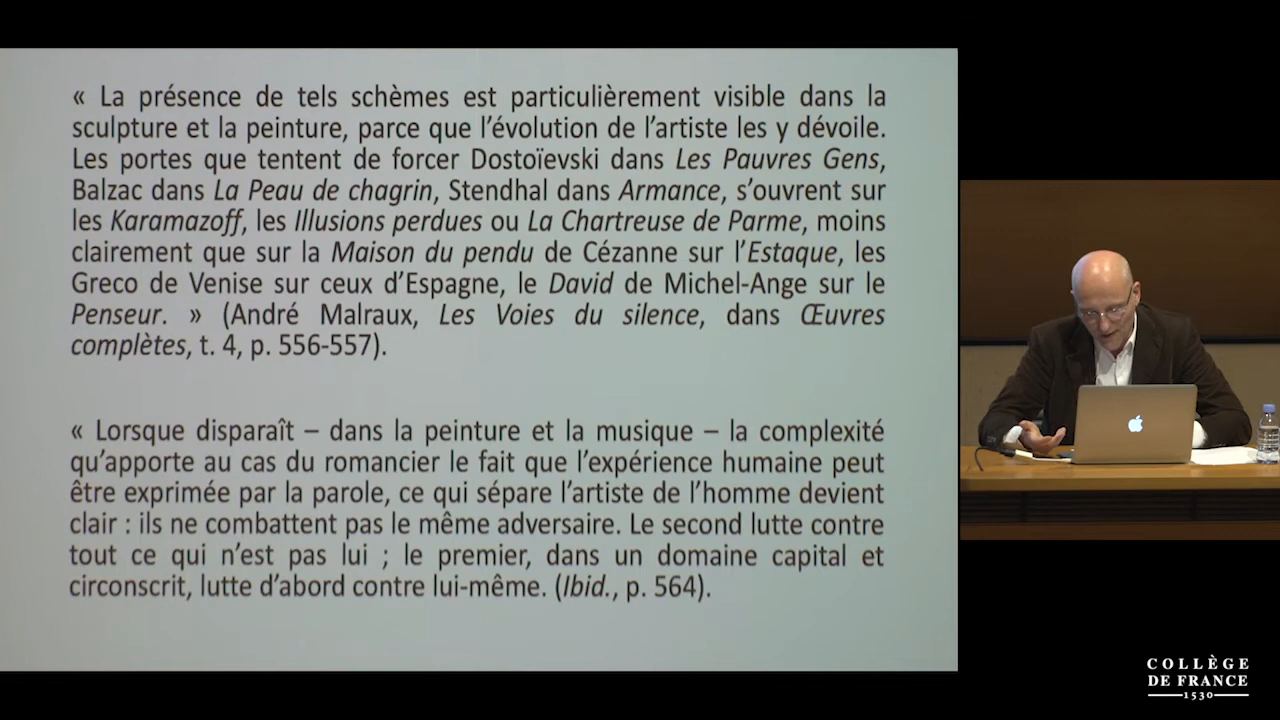 « La présence de tels schèmes est particulièrement visible dans la
sculpture et la peinture, parce que l’évolution de l’artiste les y dévoile.
Les portes que tentent de forcer Dostoïevski dans Les Pauvres Gens,
Balzac dans La Peau de chagrin, Stendhal dans Armance, s’ouvrent sur
les Karamazoff, les Illusions perdues ou La Chartreuse de Parme, moins
clairement que sur la Maison du pendu de Cézanne sur l’Estaque, les
Greco de Venise sur ceux d’Espagne, le David de Michel-Ange sur le
Penseur. » (André Malraux, Les Voies du silence, dans Œuvres
complètes, t. 4, p. 556-557).
« Lorsque disparaît – dans la peinture et la musique – la complexité
qu’apporte au cas du romancier le fait que l’expérience humaine peut
être exprimée par la parole, ce qui sépare l’artiste de l’homme devient
clair : ils ne combattent pas le même adversaire. Le second lutte contre
tout ce qui n’est pas lui ; le premier, dans un domaine capital et
circonscrit, lutte d’abord contre lui-même. (Ibid., p. 564).
COLLÈGE
DE FRANCE
1530